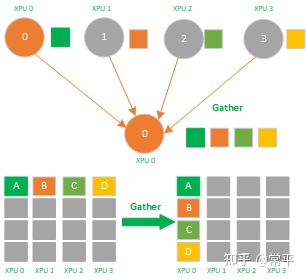 XPU 0 XPU 1 XPU 2 XPU 3
0 1 2 3
Gather
0
XPU 0
A B C D A
Gather B
C
D
XPU 0 XPU 1 XPU 2 XPU 3 XPU 0 XPU 1 XPU 2 XPU 3
知乎 @常平